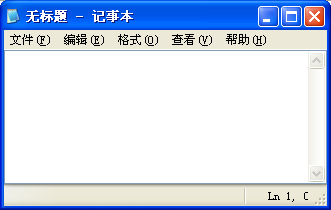 无标题 - 记事本
文件(F) 编辑(E) 格式(O) 查看(V) 帮助(H)
Ln 1, C